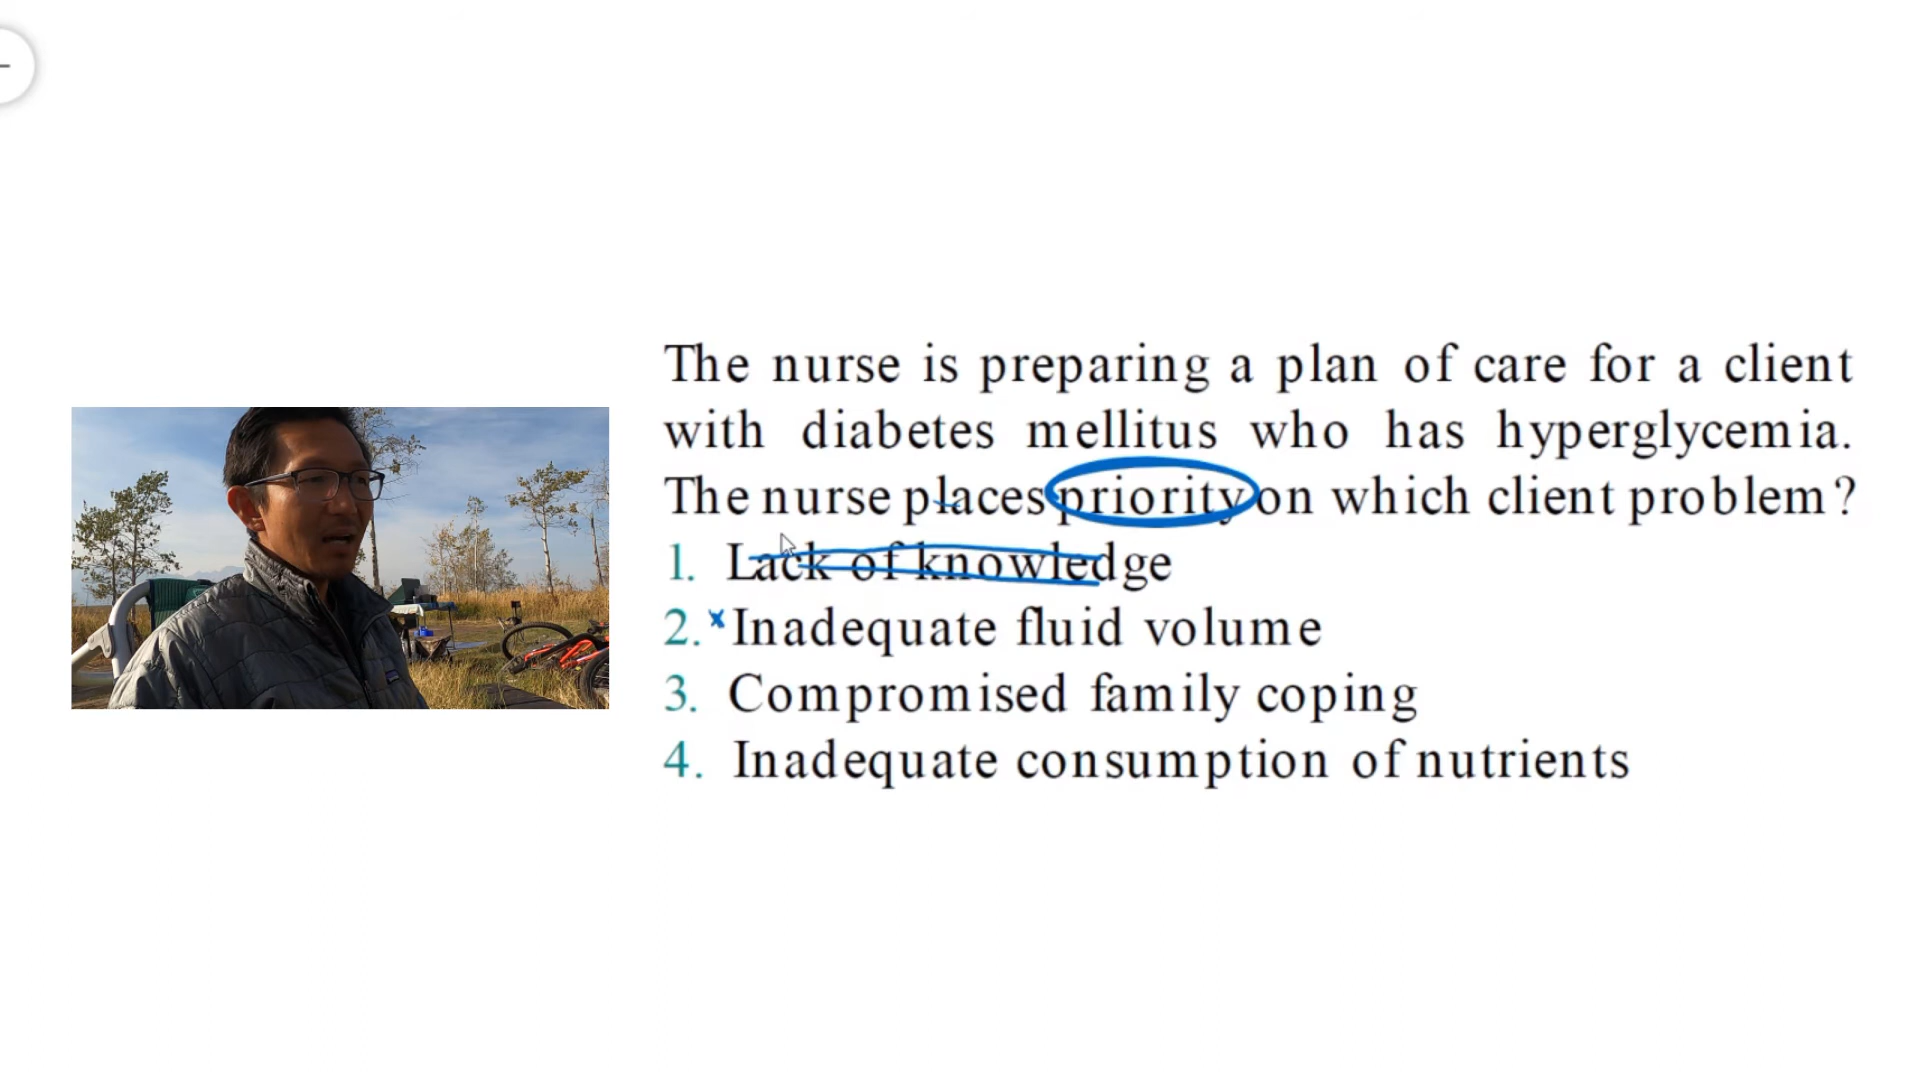 The nurse is preparing a plan of care for a client
with diabetes mellitus who has hyperglycemia.
The nurse places priority on which client problem?
1. Lack of knowledge
2. Inadequate fluid volume
3. Compromised family coping
4. Inadequate consumption of nutrients